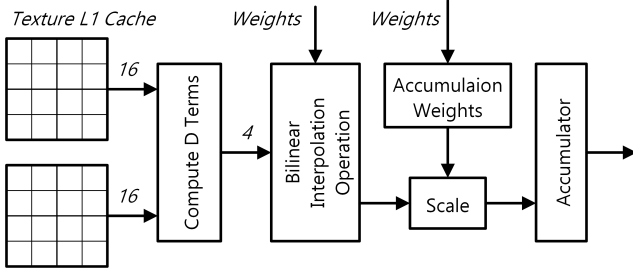 Texture L1 Cache
Weights
Weights
16
16
Compute D Terms
4
Bilinear
Interpolation
Operation
Accumulaion
Weights
Scale
Accumulator